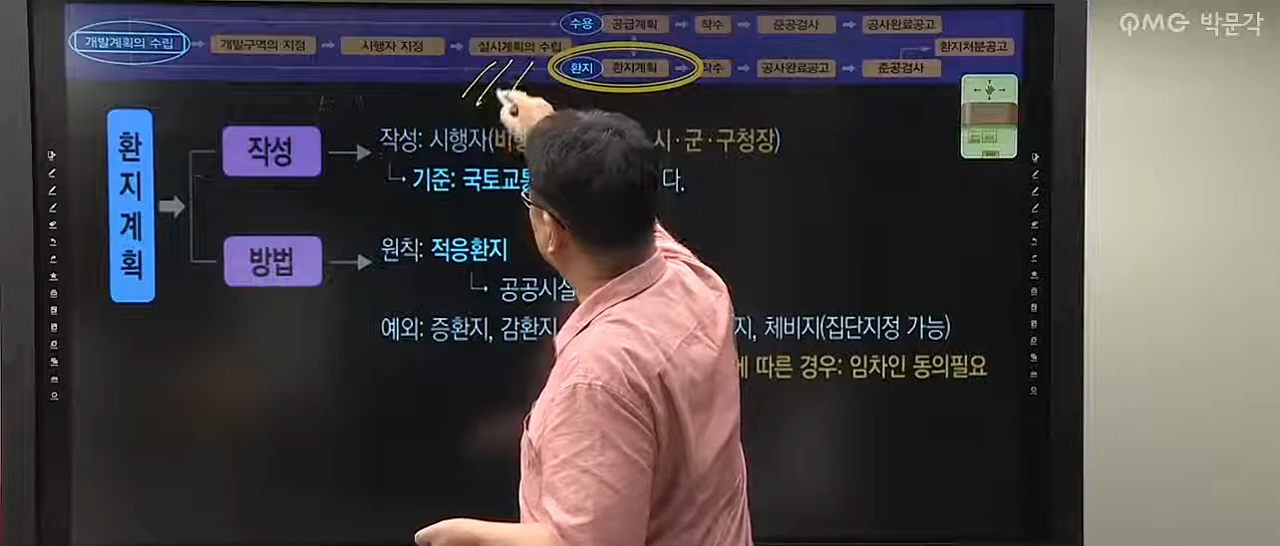 QMG 박문각
수용 공급계획 착수 준공검사 공사완료공고
개발계획의 수립 개발구역의 지정 시행자 지정 실시계획의 수립 환지처분공고
환지 환지계획 착수 공사완료공고 준공검사
환지계획
작성 작성: 시행자(비행 시·군·구청장)
기준: 국토교통 다.
방법 원칙: 적응환지
공공시설
예외: 증환지, 감환지 지, 체비지(집단지정 가능)
에 따른 경우: 임차인 동의필요